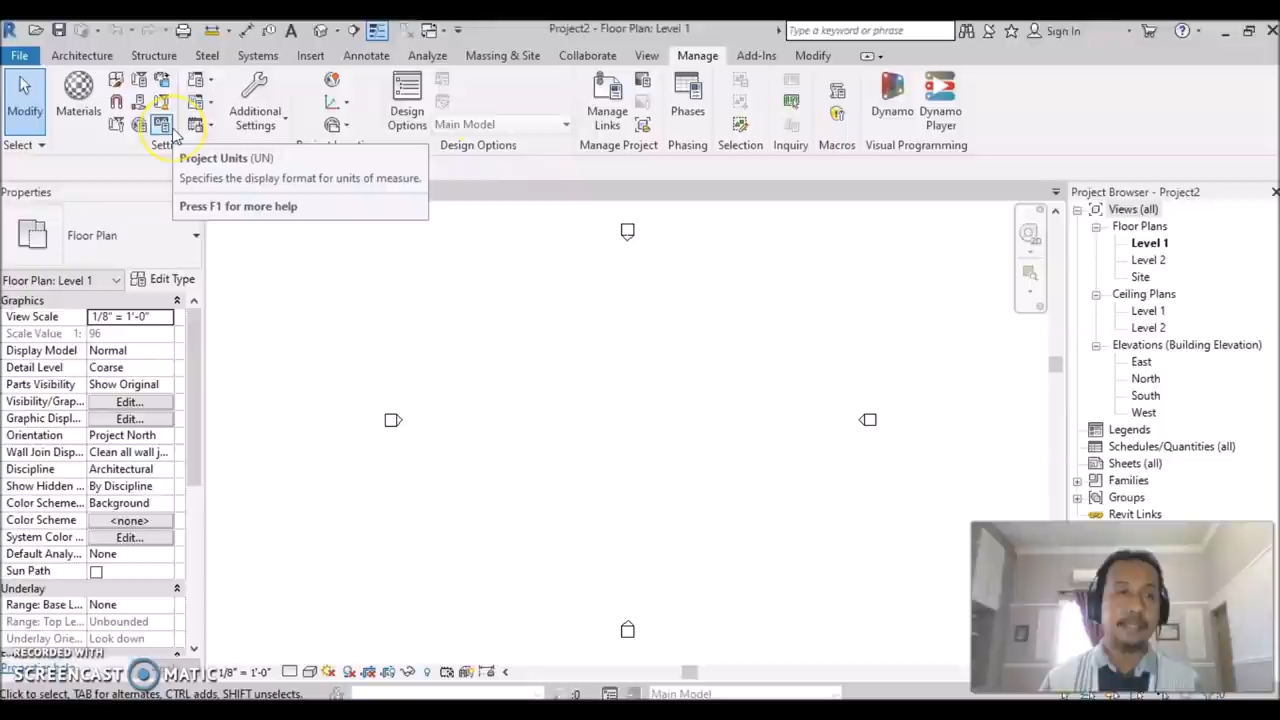 Project2 - Floor Plan: Level 1
Type a keyword or phrase
Sign In
File
Architecture
Structure
Steel
Systems
Insert
Annotate
Analyze
Massing & Site
Collaborate
View
Manage
Add-Ins
Modify
Modify
Materials
Additional
Settings
Design
Options
Main Model
Manage
Links
Phases
Dynamo
Dynamo
Player
Select
Design Options
Manage Project
Phasing
Selection
Inquiry
Macros
Visual Programming
Project Units (UN)
Specifies the display format for units of measure.
Press F1 for more help
Properties
Floor Plan
Floor Plan: Level 1
Edit Type
Graphics
View Scale
1/8" = 1'-0"
Scale Value 1:
96
Display Model
Normal
Detail Level
Coarse
Parts Visibility
Show Original
Visibility/Grap...
Edit...
Graphic Displ...
Edit...
Orientation
Project North
Wall Join Disp...
Clean all wall j...
Discipline
Architectural
Show Hidden ...
By Discipline
Color Scheme...
Background
Color Scheme
<none>
System Color ...
Edit...
Default Analy...
None
Sun Path
Underlay
Range: Base L...
None
Range: Top Le...
Unbounded
Underlay Orie...
Look down
RECORDED WITH
SCREENCAST MATIC
1/8" = 1'-0"
Click to select, TAB for alternates, CTRL adds, SHIFT unselects.
:0
Main Model
Project Browser - Project2
Views (all)
Floor Plans
Level 1
Level 2
Site
Ceiling Plans
Level 1
Level 2
Elevations (Building Elevation)
East
North
South
West
Legends
Schedules/Quantities (all)
Sheets (all)
Families
Groups
Revit Links
2D